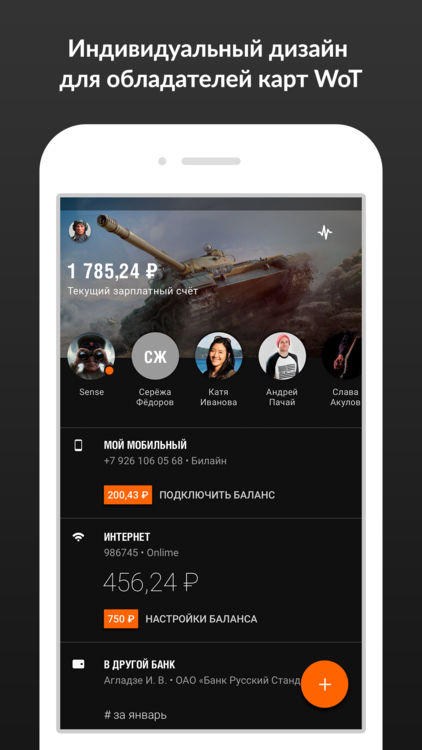 Индивидуальный дизайн
для обладателей карт WoT
1 785,24 ₽
Текущий зарплатный счёт
СЖ
Sense
Серёжа
Фёдоров
Катя
Иванова
Андрей
Пачай
Слава
Акулов
МОЙ МОБИЛЬНЫЙ
+7 926 106 05 68 • Билайн
200,43 ₽ ПОДКЛЮЧИТЬ БАЛАНС
ИНТЕРНЕТ
986745 • Onlime
456,24 ₽
750 ₽ НАСТРОЙКИ БАЛАНСА
В ДРУГОЙ БАНК
Агладзе И. В. • ОАО «Банк Русский Станд
# за январь